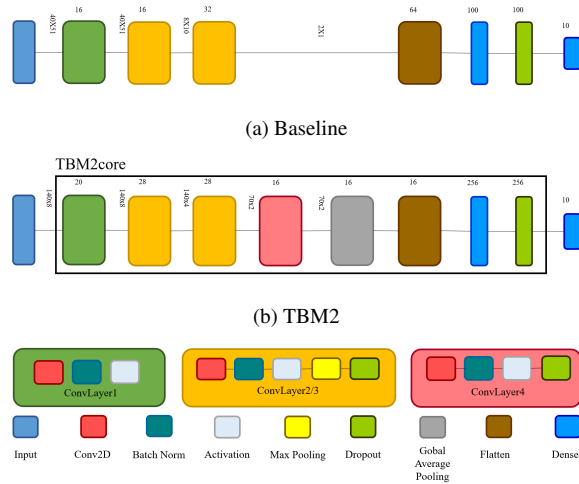 16 16 32 64 100 100 10
40X51 40X51 8X10 2X1
(a) Baseline
TBM2core
20 28 28 16 16 16 256 256 10
140x8 140x8 140x4 70x2 70x2
(b) TBM2
ConvLayer1 ConvLayer2/3 ConvLayer4
Input Conv2D Batch Norm Activation Max Pooling Dropout Gobal Average Pooling Flatten Dense